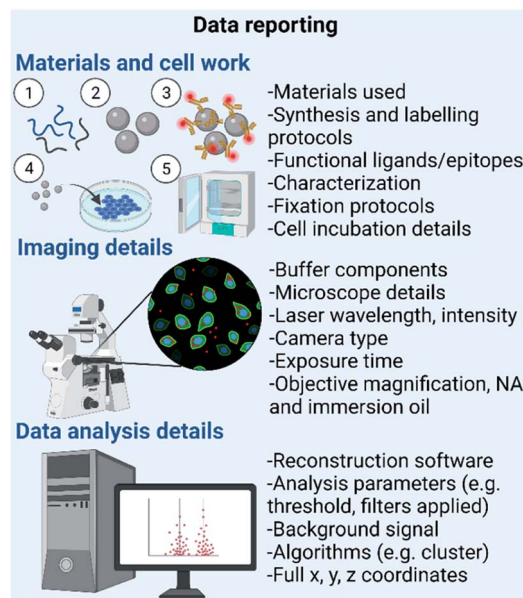 Data reporting
Materials and cell work
1
2
3
4
5
-Materials used
-Synthesis and labelling
protocols
-Functional ligands/epitopes
-Characterization
-Fixation protocols
-Cell incubation details
Imaging details
-Buffer components
-Microscope details
-Laser wavelength, intensity
-Camera type
-Exposure time
-Objective magnification, NA
and immersion oil
Data analysis details
-Reconstruction software
-Analysis parameters (e.g.
threshold, filters applied)
-Background signal
-Algorithms (e.g. cluster)
-Full x, y, z coordinates